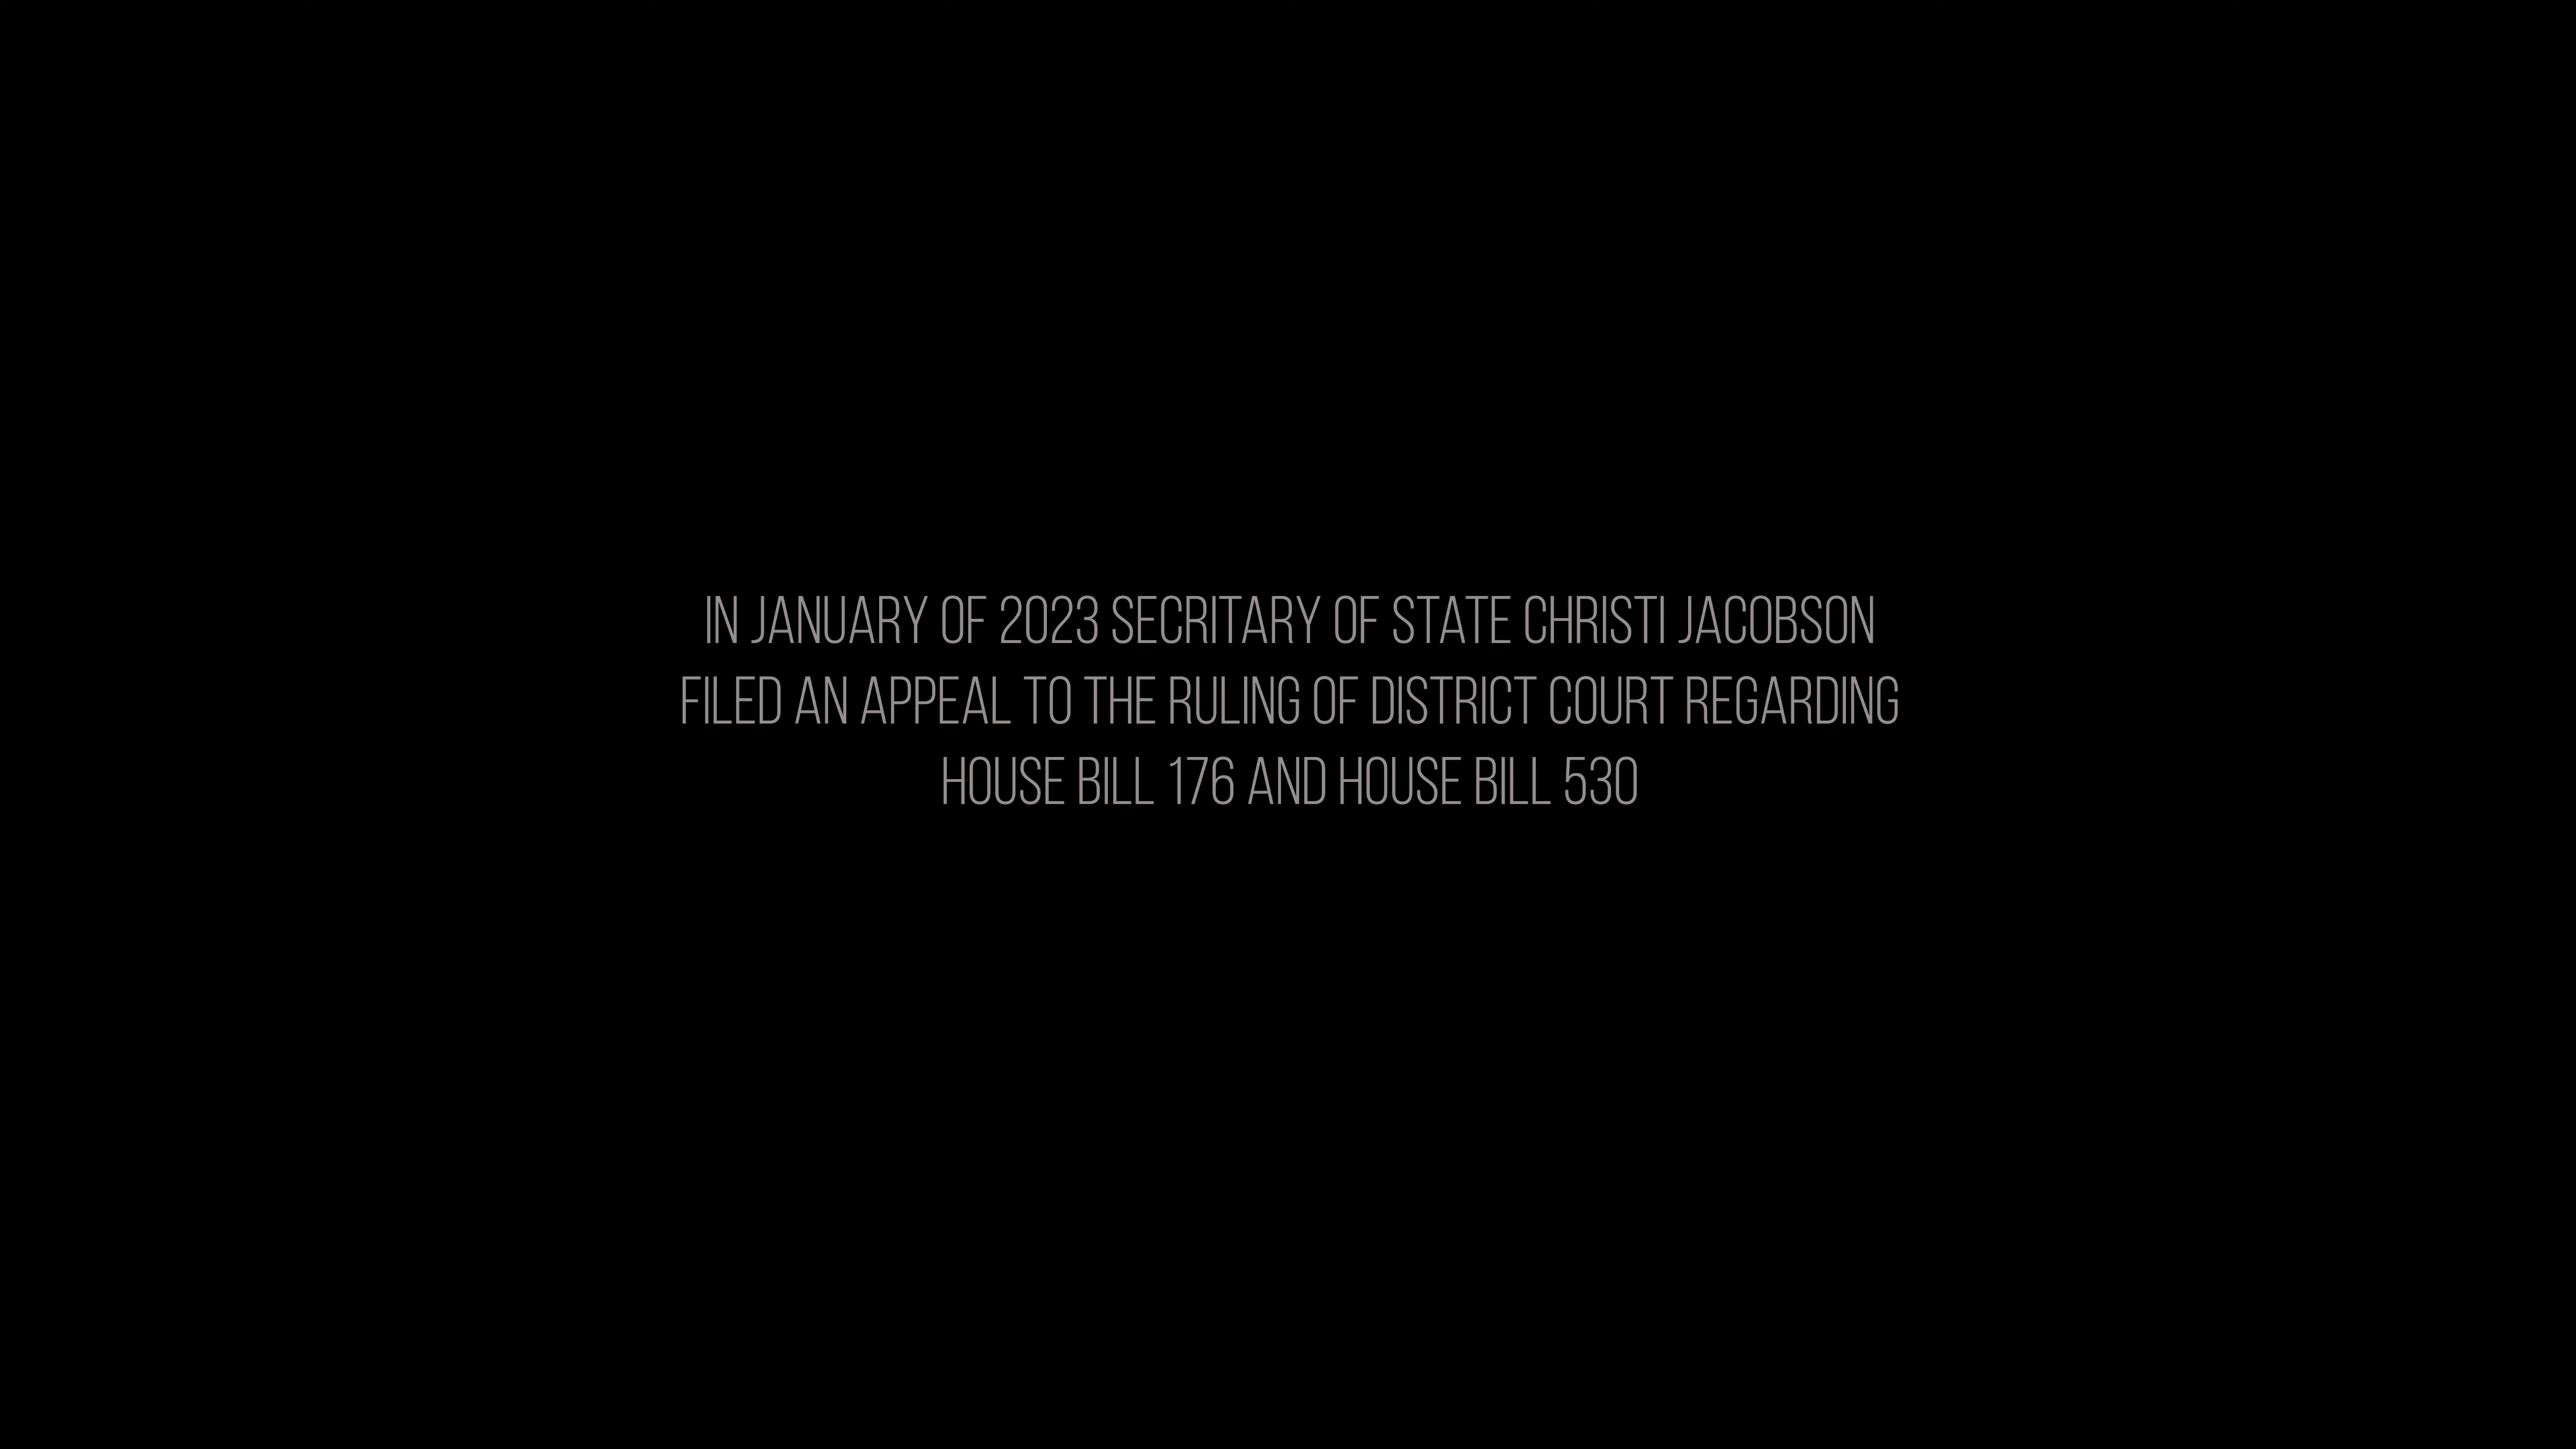 IN JANUARY OF 2023 SECRITARY OF STATE CHRISTI JACOBSON
FILED AN APPEAL TO THE RULING OF DISTRICT COURT REGARDING
HOUSE BILL 176 AND HOUSE BILL 530